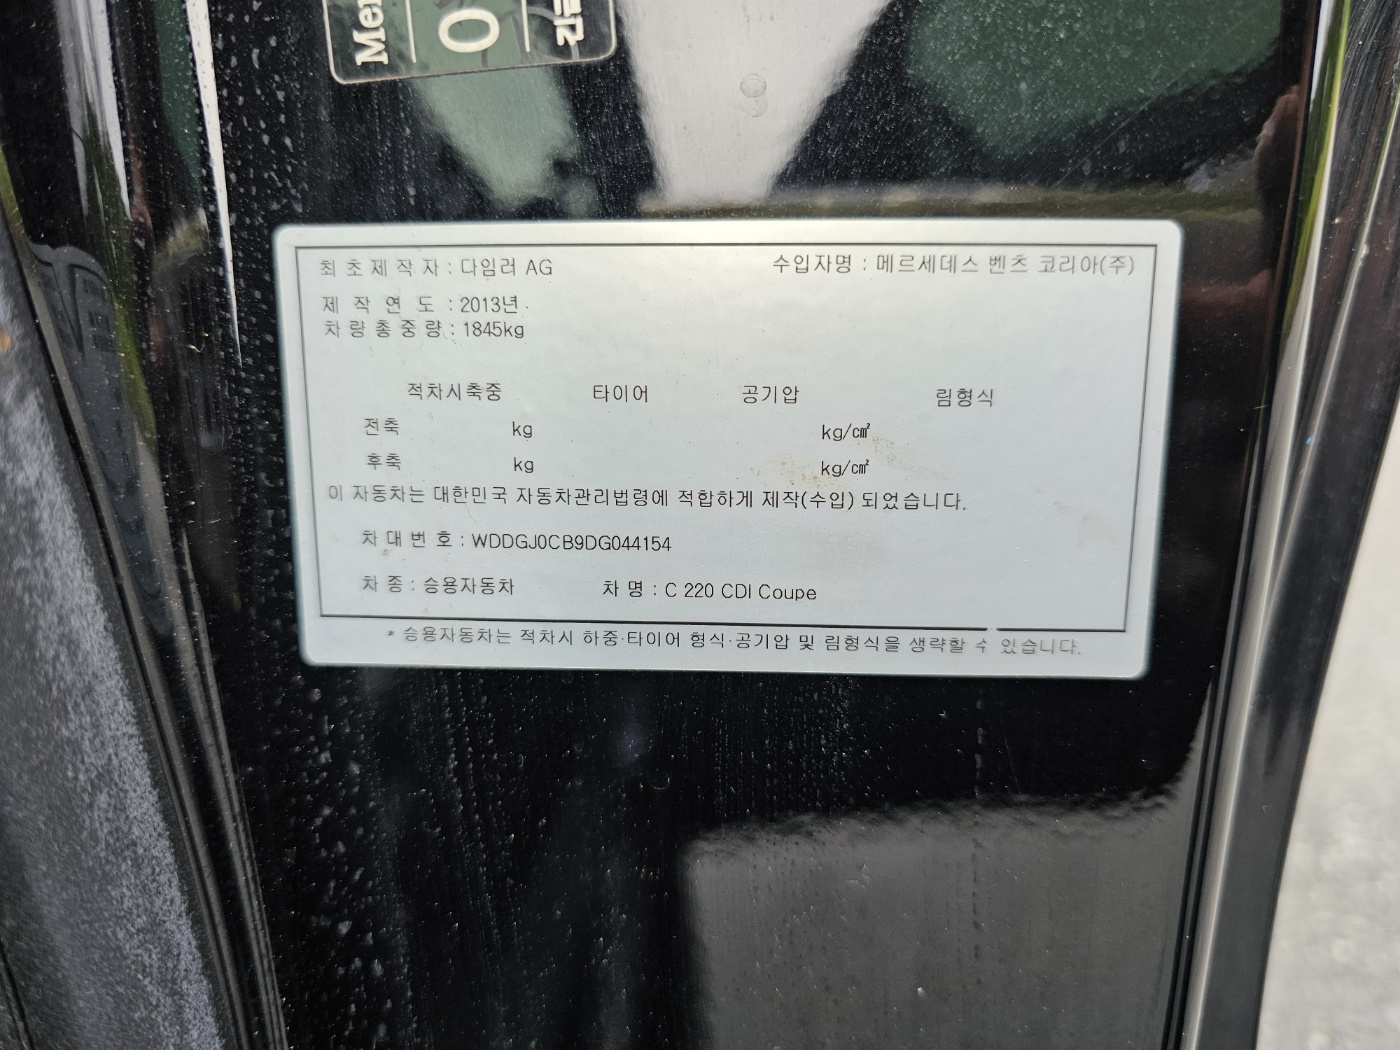 Mer
0
긴급
최초제작자 : 다임러 AG 수입자명 : 메르세데스 벤츠 코리아(주)
제 작 연 도 : 2013년
차량총중량 : 1845kg
적차시축중 타이어 공기압 림형식
전축 kg kg/㎠
후축 kg kg/㎠
이 자동차는 대한민국 자동차관리법령에 적합하게 제작(수입) 되었습니다.
차 대 번 호 : WDDGJ0CB9DG044154
차 종 : 승용자동차 차 명 : C 220 CDI Coupe
* 승용자동차는 적차시 하중·타이어 형식·공기압 및 림형식을 생략할 수 있습니다.